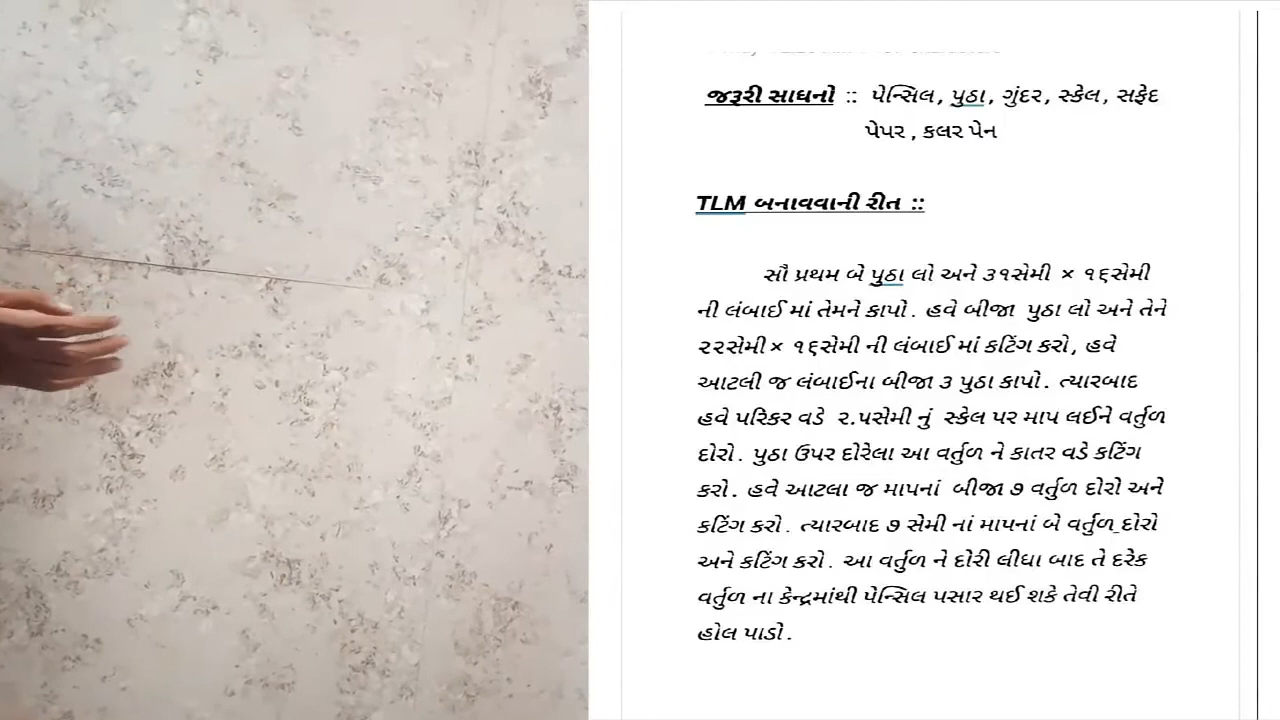 જરૂરી સાધનો :: પેન્સિલ, પુઠા, ગુંદર, સ્કેલ, સફેદ
પેપર , કલર પેન
TLM બનાવવાની રીત ::
સૌ પ્રથમ બે પુઠા લો અને ૩૧સેમી × ૧૬સેમી
ની લંબાઈ માં તેમને કાપો. હવે બીજા પુઠા લો અને તેને
૨૨સેમી× ૧૬સેમી ની લંબાઈ માં કટિંગ કરો, હવે
આટલી જ લંબાઈના બીજા ૩ પુઠા કાપો. ત્યારબાદ
હવે પરિકર વડે ૨.૫સેમી નું સ્કેલ પર માપ લઈને વર્તુળ
દોરો. પુઠા ઉપર દોરેલા આ વર્તુળ ને કાતર વડે કટિંગ
કરો. હવે આટલા જ માપનાં બીજા ૭ વર્તુળ દોરો અને
કટિંગ કરો. ત્યારબાદ ૭ સેમી નાં માપનાં બે વર્તુળ દોરો
અને કટિંગ કરો. આ વર્તુળ ને દોરી લીધા બાદ તે દરેક
વર્તુળ ના કેન્દ્રમાંથી પેન્સિલ પસાર થઈ શકે તેવી રીતે
હોલ પાડો.